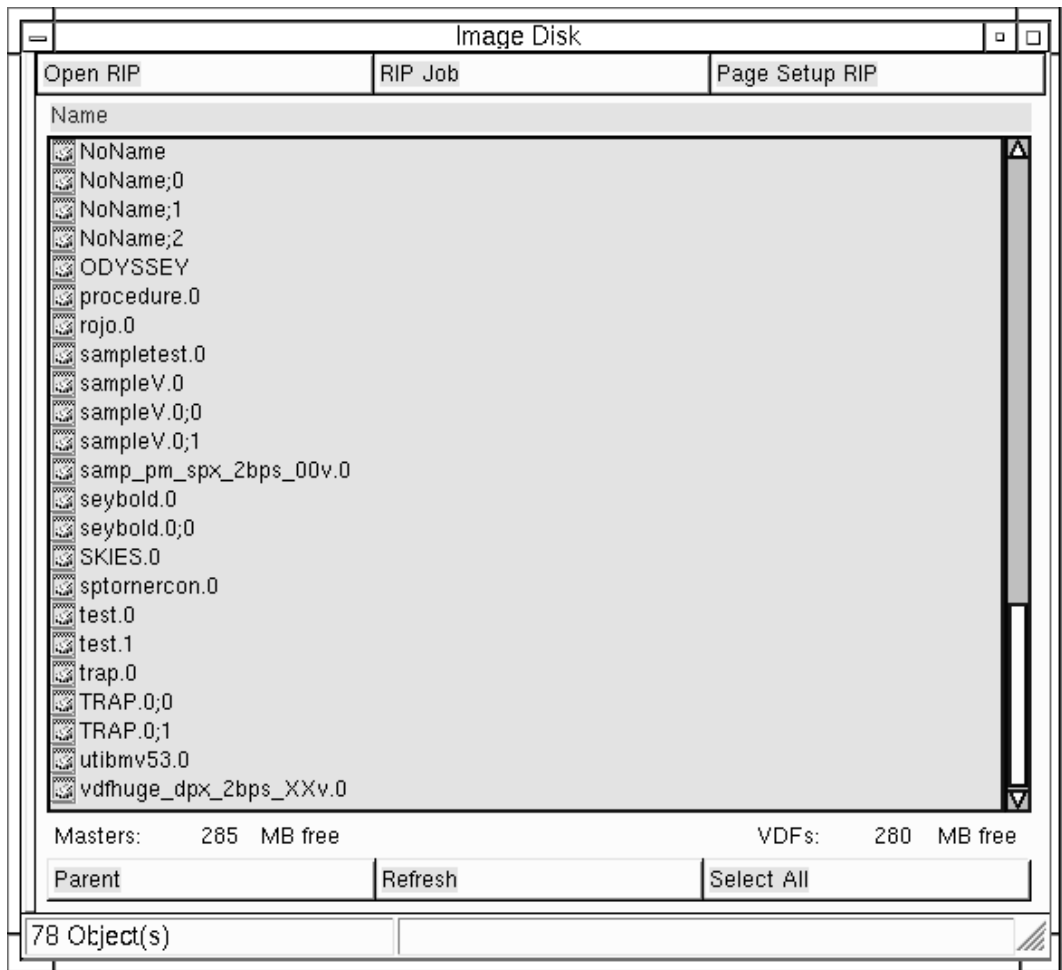 Image Disk
Open RIP RIP Job Page Setup RIP
Name
NoName
NoName;0
NoName;1
NoName;2
ODYSSEY
procedure.0
rojo.0
sampletest.0
sampleV.0
sampleV.0;0
sampleV.0;1
samp_pm_spx_2bps_00v.0
seybold.0
seybold.0;0
SKIES.0
sptornercon.0
test.0
test.1
trap.0
TRAP.0;0
TRAP.0;1
utibmv53.0
vdfhuge_dpx_2bps_XXv.0
Masters: 285 MB free VDFs: 280 MB free
Parent Refresh Select All
78 Object(s)